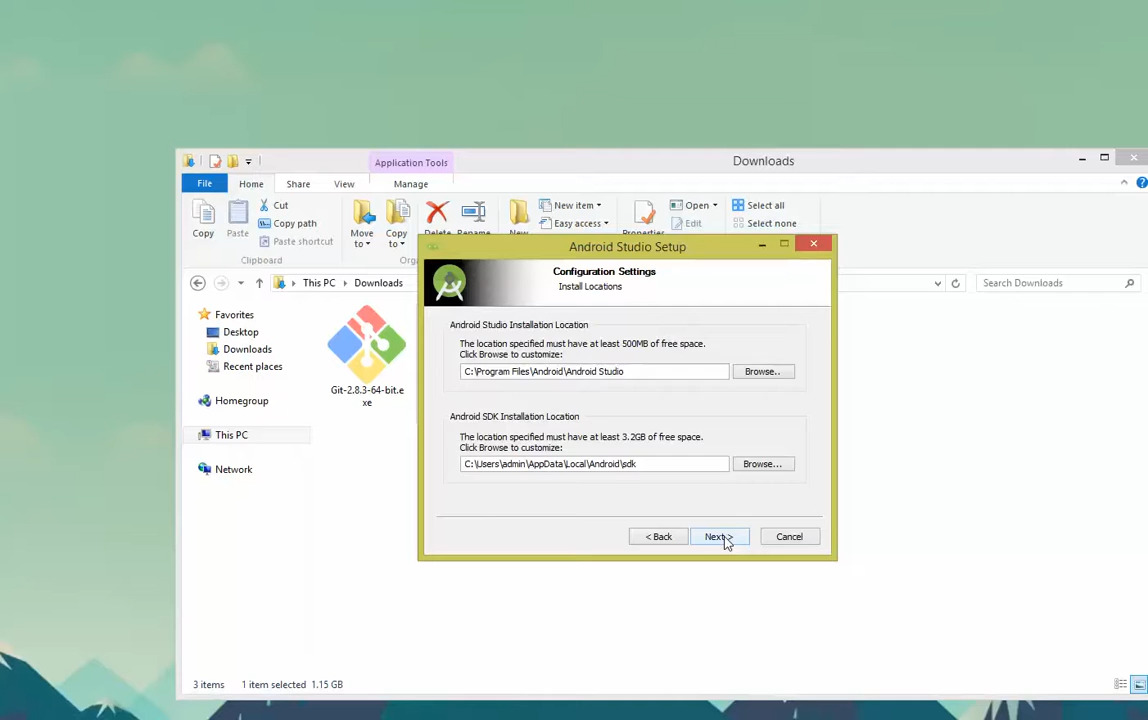 Application Tools
Downloads
File
Home
Share
View
Manage
Copy
Paste
Cut
Copy path
Paste shortcut
Clipboard
Move
to
Copy
to
Delete
Rename
New
New item
Easy access
Properties
Open
Edit
Select all
Select none
This PC
Downloads
Search Downloads
Favorites
Desktop
Downloads
Recent places
Homegroup
This PC
Network
Git-2.8.3-64-bit.e
xe
Android Studio Setup
Configuration Settings
Install Locations
Android Studio Installation Location
The location specified must have at least 500MB of free space.
Click Browse to customize:
C:\Program Files\Android\Android Studio
Browse..
Android SDK Installation Location
The location specified must have at least 3.2GB of free space.
Click Browse to customize:
C:\Users\admin\AppData\Local\Android\sdk
Browse...
< Back
Next >
Cancel
3 items
1 item selected 1.15 GB